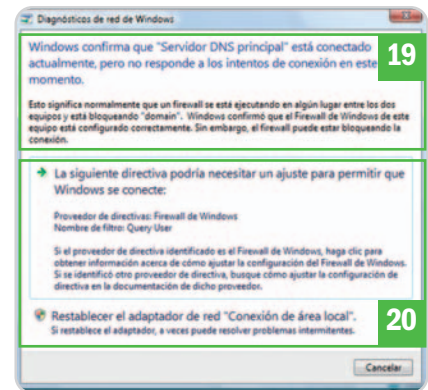 Diagnósticos de red de Windows
Windows confirma que "Servidor DNS principal" está conectado
actualmente, pero no responde a los intentos de conexión en este
momento.
19
Esto significa normalmente que un firewall se está ejecutando en algún lugar entre los dos
equipos y está bloqueando "domain". Windows confirmó que el Firewall de Windows de este
equipo está configurado correctamente. Sin embargo, el firewall puede estar bloqueando la
conexión.
La siguiente directiva podría necesitar un ajuste para permitir que
Windows se conecte:
Proveedor de directivas: Firewall de Windows
Nombre de filtro: Query User
Si el proveedor de directiva identificado es el Firewall de Windows, haga clic para
obtener información acerca de cómo ajustar la configuración del Firewall de Windows.
Si se identificó otro proveedor de directiva, busque cómo ajustar la configuración de
directiva en la documentación de dicho proveedor.
Restablecer el adaptador de red "Conexión de área local".
Si restablece el adaptador, a veces puede resolver problemas intermitentes.
20
Cancelar